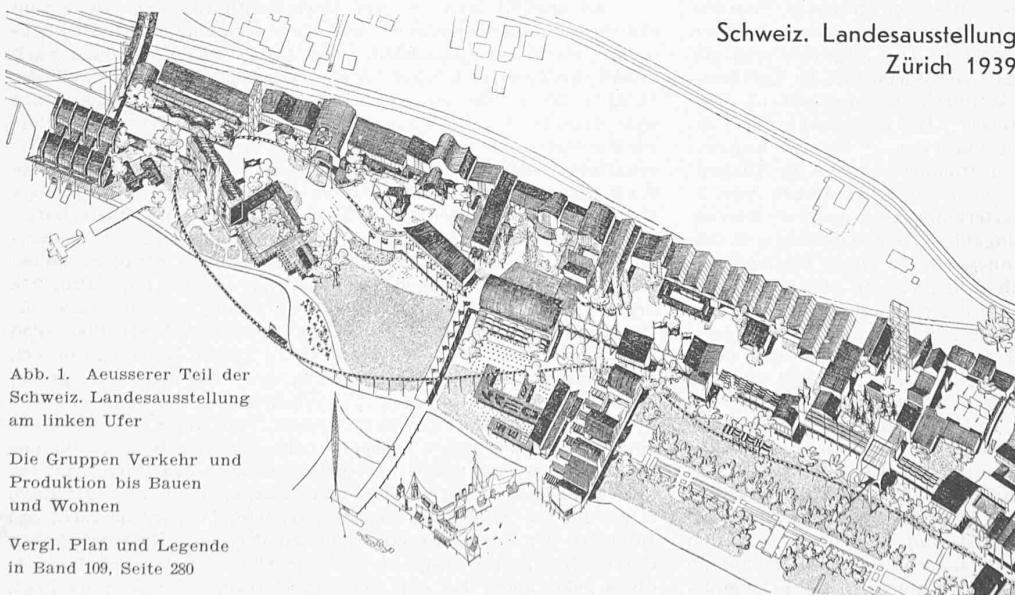 Schweiz. Landesausstellung
Zürich 1939
Abb. 1. Aeusserer Teil der
Schweiz. Landesausstellung
am linken Ufer
Die Gruppen Verkehr und
Produktion bis Bauen
und Wohnen
Vergl. Plan und Legende
in Band 109, Seite 280